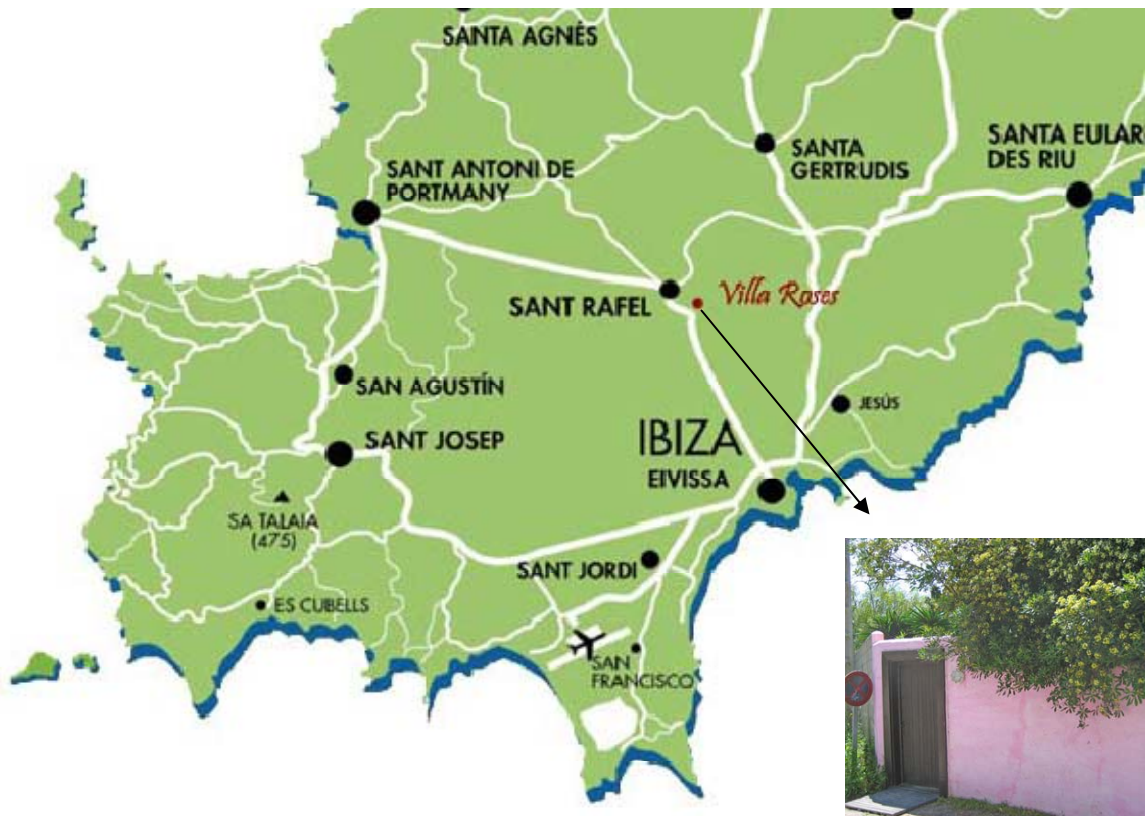 SANTA AGNÈS
SANT ANTONI DE
PORTMANY
SANTA
GERTRUDIS
SANTA EULAR
DES RIU
SANT RAFEL
Villa Roses
SAN AGUSTÍN
SANT JOSEP
JESÚS
IBIZA
EIVISSA
SA TALAIA
(475)
SANT JORDI
ES CUBELLS
SAN
FRANCISCO